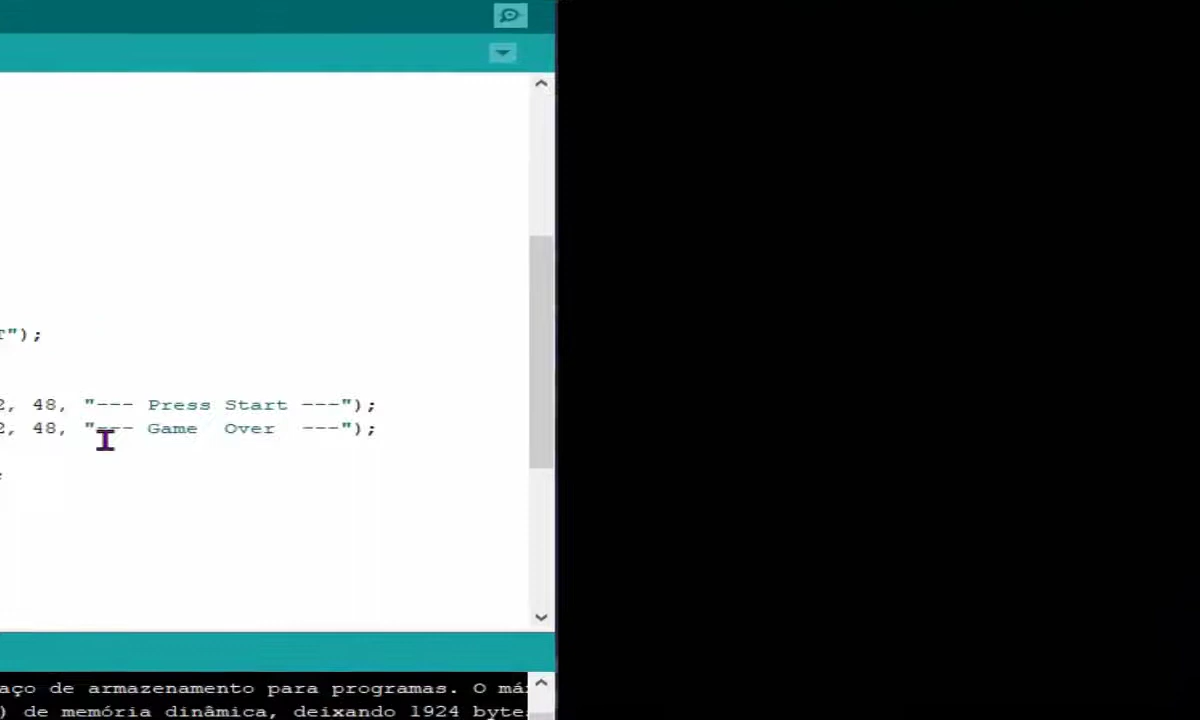 T");
2, 48, "--- Press Start ---");
2, 48, "--- Game  Over  ---");
;
aço de armazenamento para programas. O má
) de memória dinâmica, deixando 1924 byte